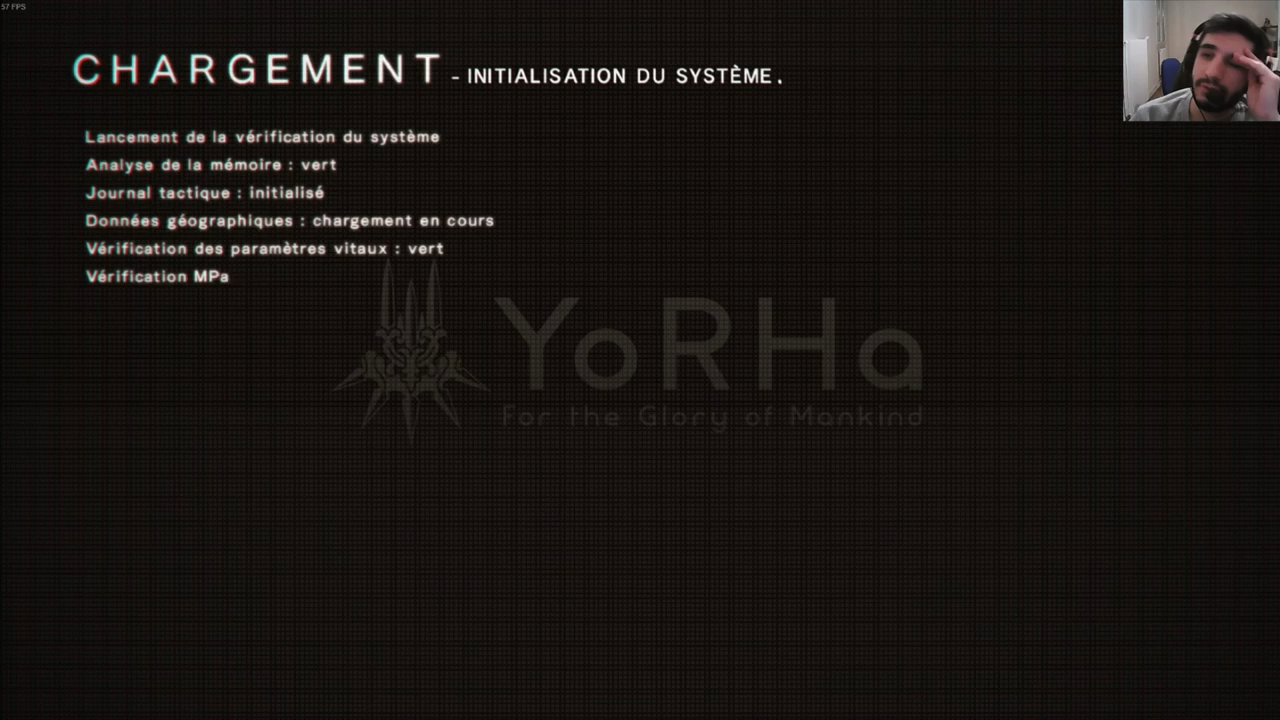 57 FPS
CHARGEMENT - INITIALISATION DU SYSTÈME.
Lancement de la vérification du système
Analyse de la mémoire : vert
Journal tactique : initialisé
Données géographiques : chargement en cours
Vérification des paramètres vitaux : vert
Vérification MPa
YoRHa
For the Glory of Mankind